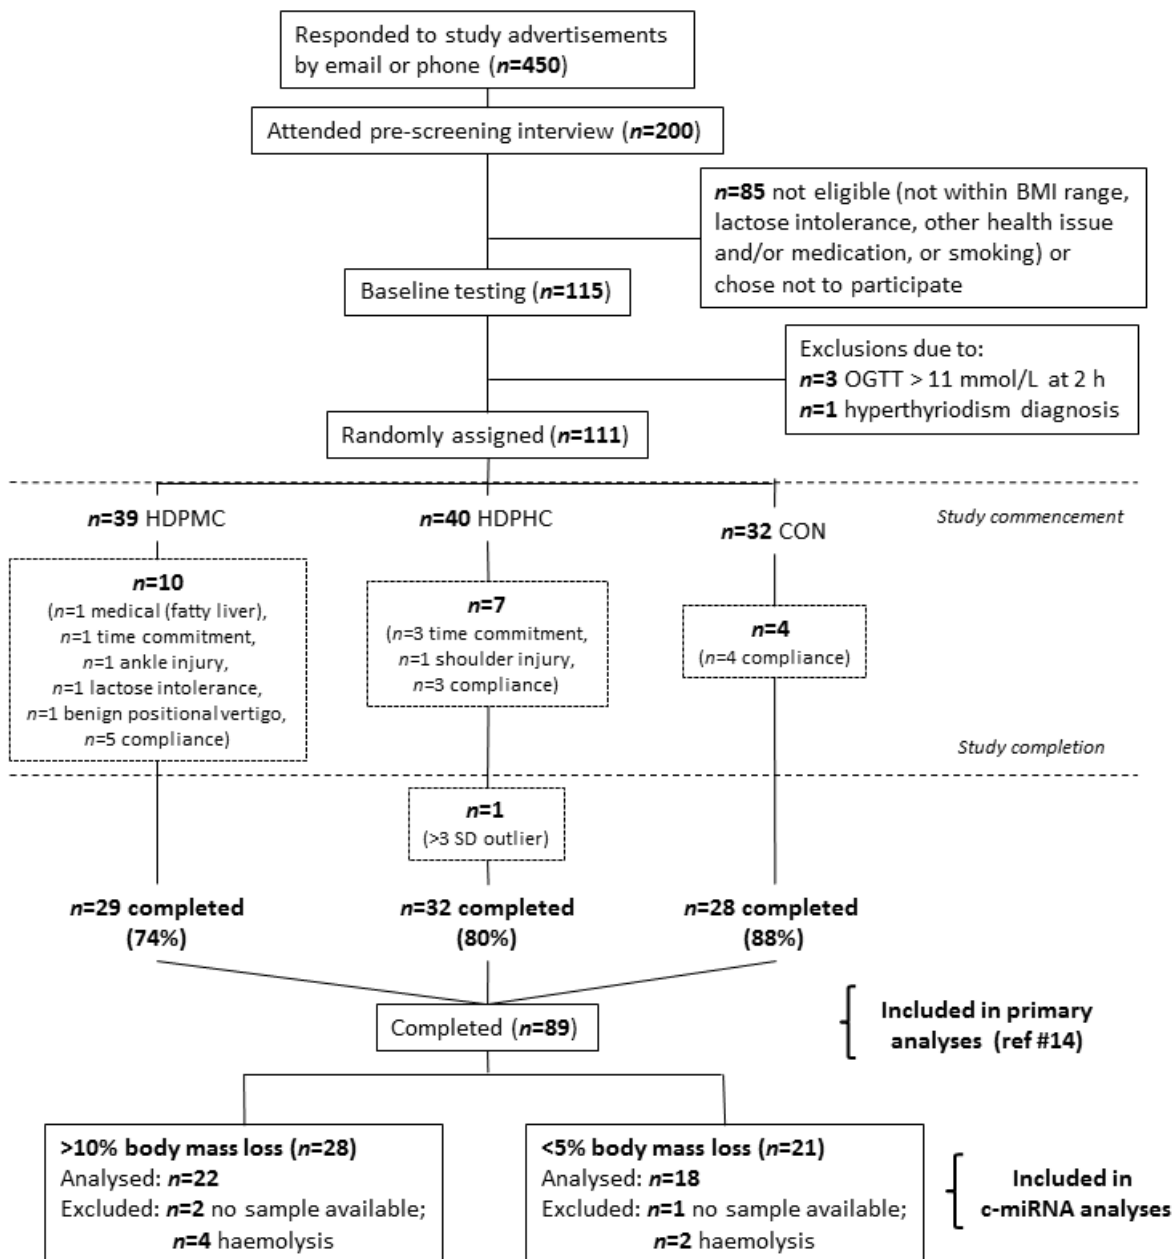 Responded to study advertisements
by email or phone (n=450)
Attended pre-screening interview (n=200)
n=85 not eligible (not within BMI range,
lactose intolerance, other health issue
and/or medication, or smoking) or
chose not to participate
Baseline testing (n=115)
Exclusions due to:
n=3 OGTT > 11 mmol/L at 2 h
n=1 hyperthyriodism diagnosis
Randomly assigned (n=111)
Study commencement
n=39 HDPMC
n=10
(n=1 medical (fatty liver),
n=1 time commitment,
n=1 ankle injury,
n=1 lactose intolerance,
n=1 benign positional vertigo,
n=5 compliance)
n=40 HDPHC
n=7
(n=3 time commitment,
n=1 shoulder injury,
n=3 compliance)
n=32 CON
n=4
(n=4 compliance)
Study completion
n=1
(>3 SD outlier)
n=29 completed
(74%)
n=32 completed
(80%)
n=28 completed
(88%)
Completed (n=89)
Included in primary
analyses (ref #14)
>10% body mass loss (n=28)
Analysed: n=22
Excluded: n=2 no sample available;
n=4 haemolysis
<5% body mass loss (n=21)
Analysed: n=18
Excluded: n=1 no sample available;
n=2 haemolysis
Included in
c-miRNA analyses